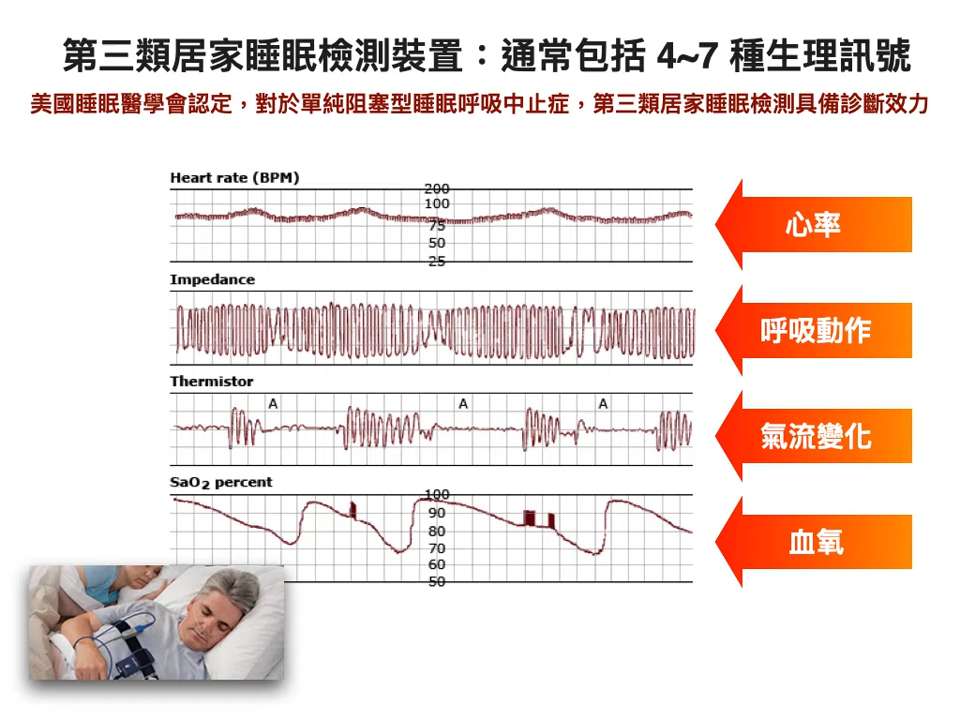 第三類居家睡眠檢測裝置：通常包括 4~7 種生理訊號
美國睡眠醫學會認定，對於單純阻塞型睡眠呼吸中止症，第三類居家睡眠檢測具備診斷效力
Heart rate (BPM)
200
100
75
50
25
心率
Impedance
呼吸動作
Thermistor
A A A
氣流變化
SaO₂ percent
100
90
80
70
60
50
血氧